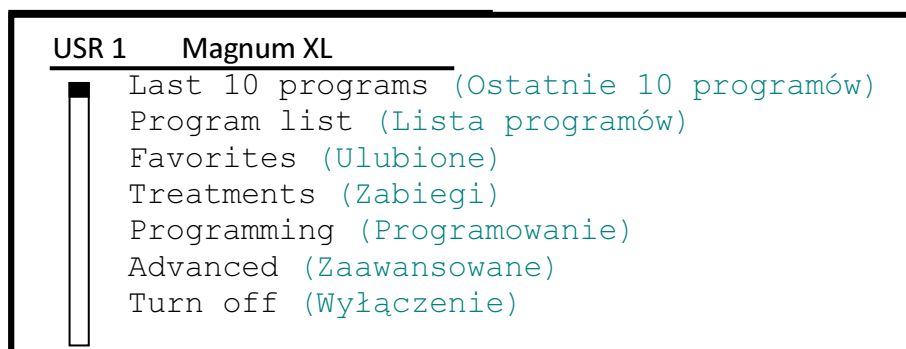 USR 1 Magnum XL
Last 10 programs (Ostatnie 10 programów)
Program list (Lista programów)
Favorites (Ulubione)
Treatments (Zabiegi)
Programming (Programowanie)
Advanced (Zaawansowane)
Turn off (Wyłączenie)